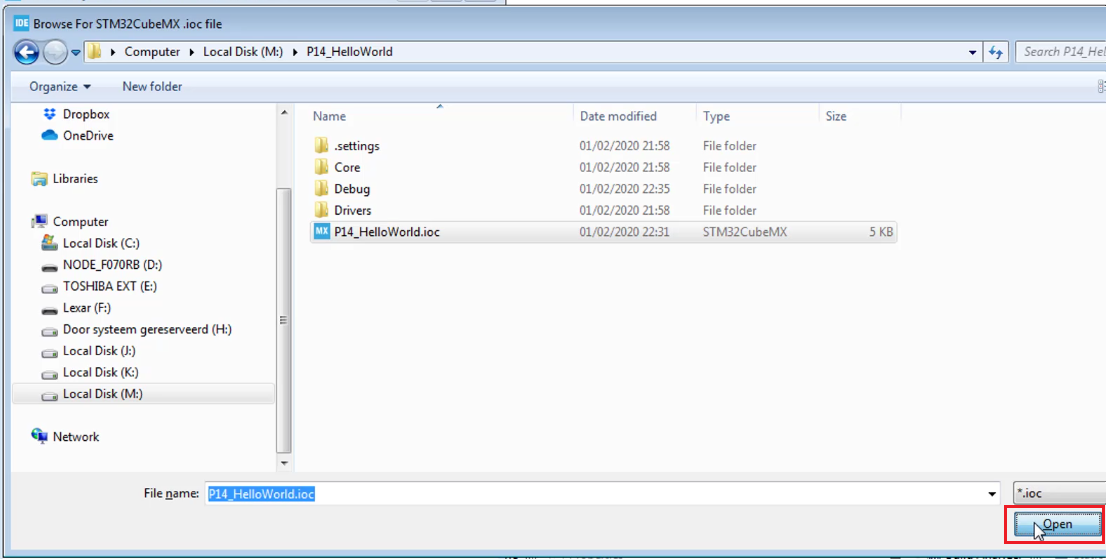 IDE Browse For STM32CubeMX .ioc file
Computer Local Disk (M:) P14_HelloWorld Search P14_Hel
Organize New folder
Name Date modified Type Size
Dropbox
OneDrive
Libraries
Computer
Local Disk (C:)
NODE_F070RB (D:)
TOSHIBA EXT (E:)
Lexar (F:)
Door systeem gereserveerd (H:)
Local Disk (J:)
Local Disk (K:)
Local Disk (M:)
Network
.settings 01/02/2020 21:58 File folder
Core 01/02/2020 21:58 File folder
Debug 01/02/2020 22:35 File folder
Drivers 01/02/2020 21:58 File folder
MX P14_HelloWorld.ioc 01/02/2020 22:31 STM32CubeMX 5 KB
File name: P14_HelloWorld.ioc *.ioc
Open